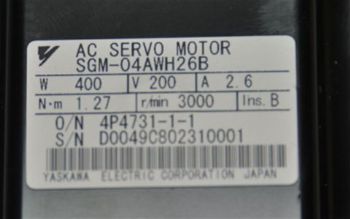 AC SERVO MOTOR
SGM-04AWH26B
W 400 V 200 A 2.6
N·m 1.27 r/min 3000 Ins.B
O/N 4P4731-1-1
S/N D0049C802310001
YASKAWA ELECTRIC CORPORATION JAPAN